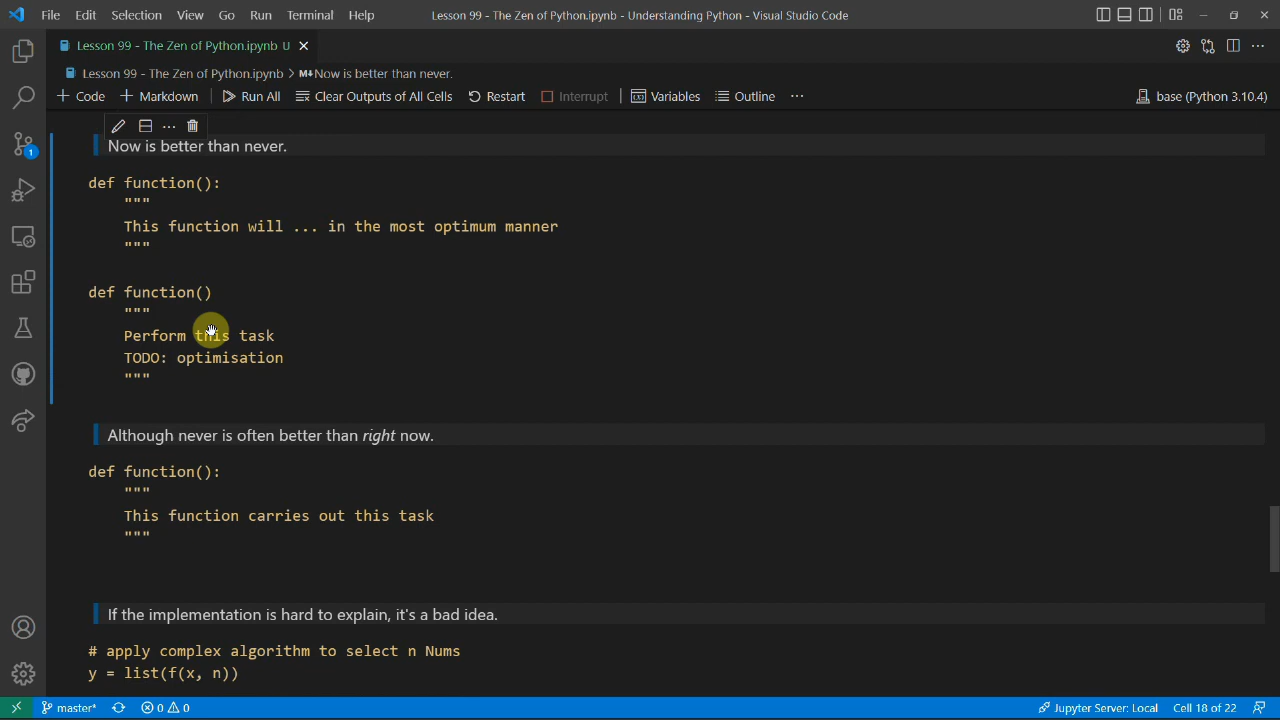 File Edit Selection View Go Run Terminal Help Lesson 99 - The Zen of Python.ipynb - Understanding Python - Visual Studio Code
Lesson 99 - The Zen of Python.ipynb U
Lesson 99 - The Zen of Python.ipynb > M↓ Now is better than never.
+ Code + Markdown Run All Clear Outputs of All Cells Restart Interrupt Variables Outline ... base (Python 3.10.4)
Now is better than never.
def function():
"""
This function will ... in the most optimum manner
"""
def function()
"""
Perform this task
TODO: optimisation
"""
Although never is often better than right now.
def function():
"""
This function carries out this task
"""
If the implementation is hard to explain, it's a bad idea.
# apply complex algorithm to select n Nums
y = list(f(x, n))
1
master* 0 0 Jupyter Server: Local Cell 18 of 22